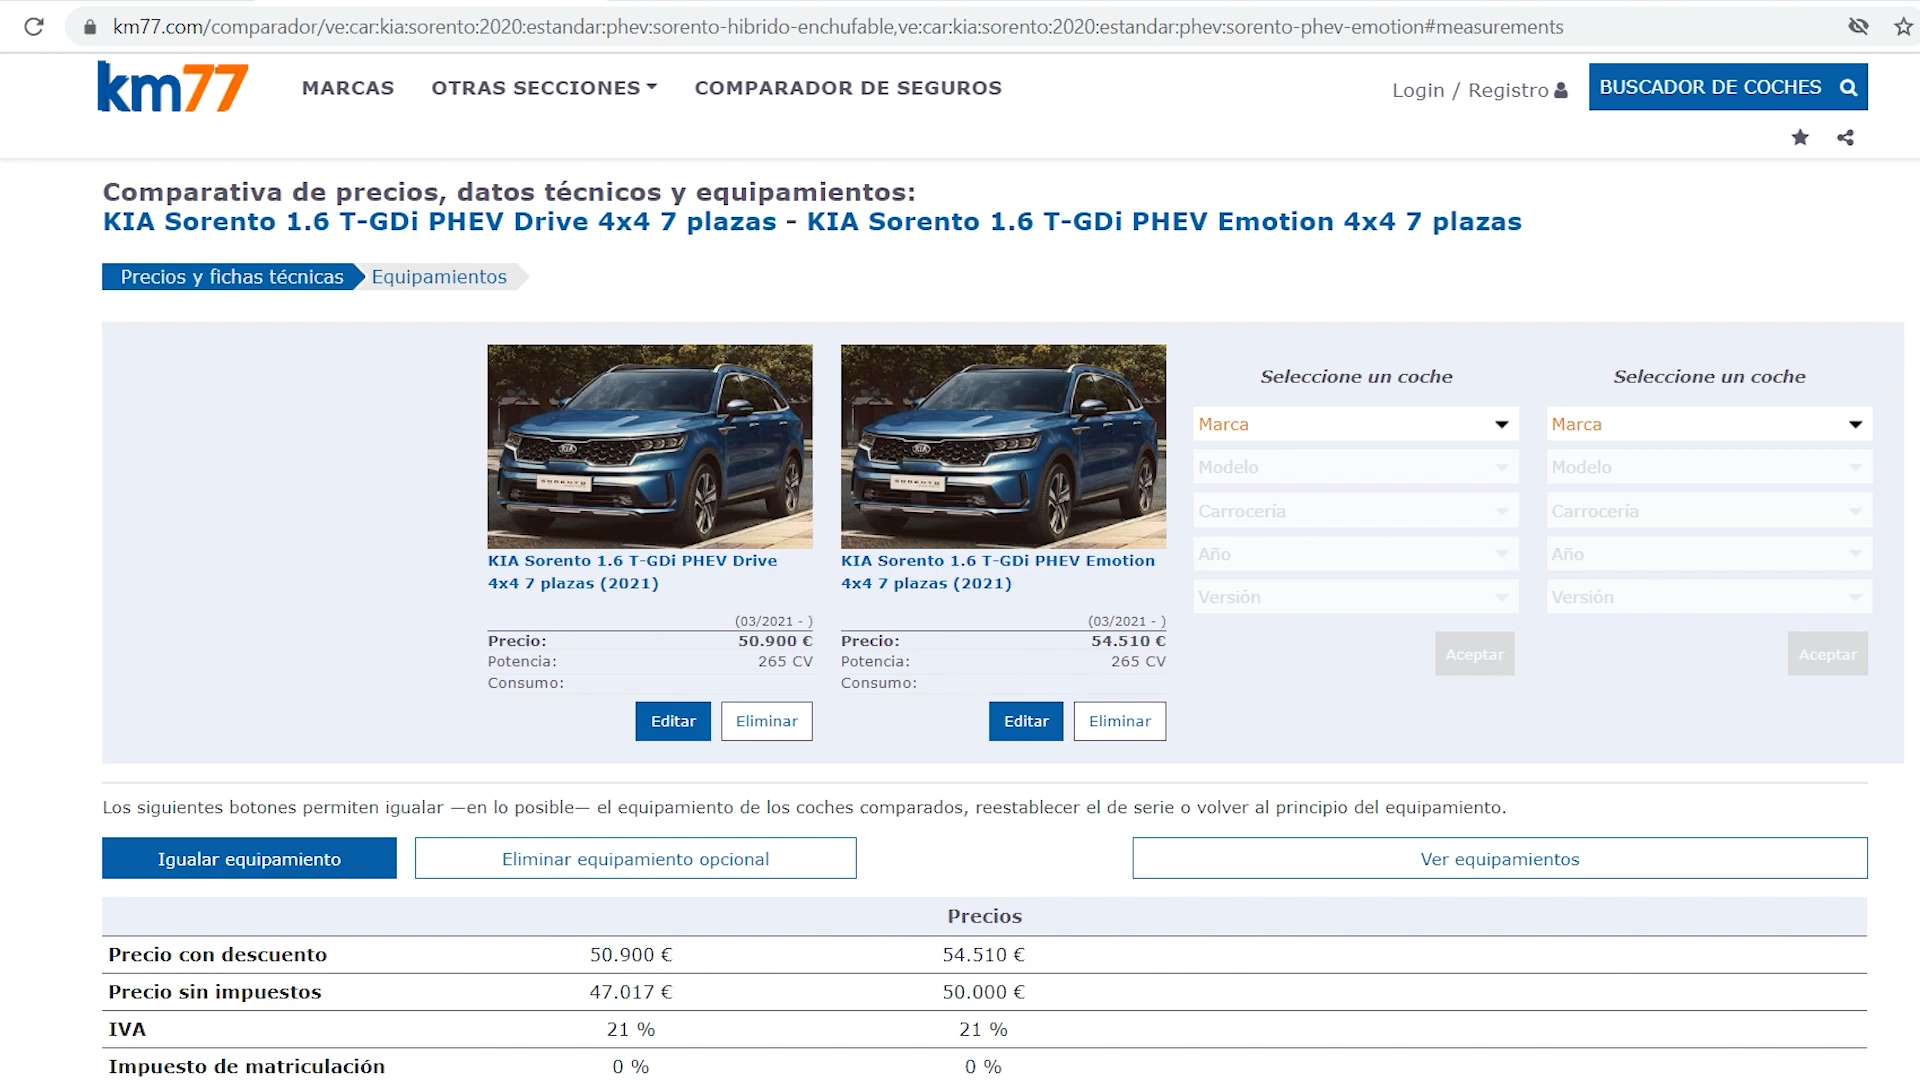 km77.com/comparador/ve:car:kia:sorento:2020:estandar:phev:sorento-hibrido-enchufable,ve:car:kia:sorento:2020:estandar:phev:sorento-phev-emotion#measurements
km77 MARCAS OTRAS SECCIONES COMPARADOR DE SEGUROS Login / Registro BUSCADOR DE COCHES
Comparativa de precios, datos técnicos y equipamientos:
KIA Sorento 1.6 T-GDi PHEV Drive 4x4 7 plazas - KIA Sorento 1.6 T-GDi PHEV Emotion 4x4 7 plazas
Precios y fichas técnicas Equipamientos
KIA
SORENTO
KIA Sorento 1.6 T-GDi PHEV Drive
4x4 7 plazas (2021)
(03/2021 - )
Precio: 50.900 €
Potencia: 265 CV
Consumo:
Editar Eliminar
KIA
SORENTO
KIA Sorento 1.6 T-GDi PHEV Emotion
4x4 7 plazas (2021)
(03/2021 - )
Precio: 54.510 €
Potencia: 265 CV
Consumo:
Editar Eliminar
Seleccione un coche
Marca
Modelo
Carrocería
Año
Versión
Aceptar
Seleccione un coche
Marca
Modelo
Carrocería
Año
Versión
Aceptar
Los siguientes botones permiten igualar —en lo posible— el equipamiento de los coches comparados, reestablecer el de serie o volver al principio del equipamiento.
Igualar equipamiento Eliminar equipamiento opcional Ver equipamientos
Precios
Precio con descuento 50.900 € 54.510 €
Precio sin impuestos 47.017 € 50.000 €
IVA 21 % 21 %
Impuesto de matriculación 0 % 0 %